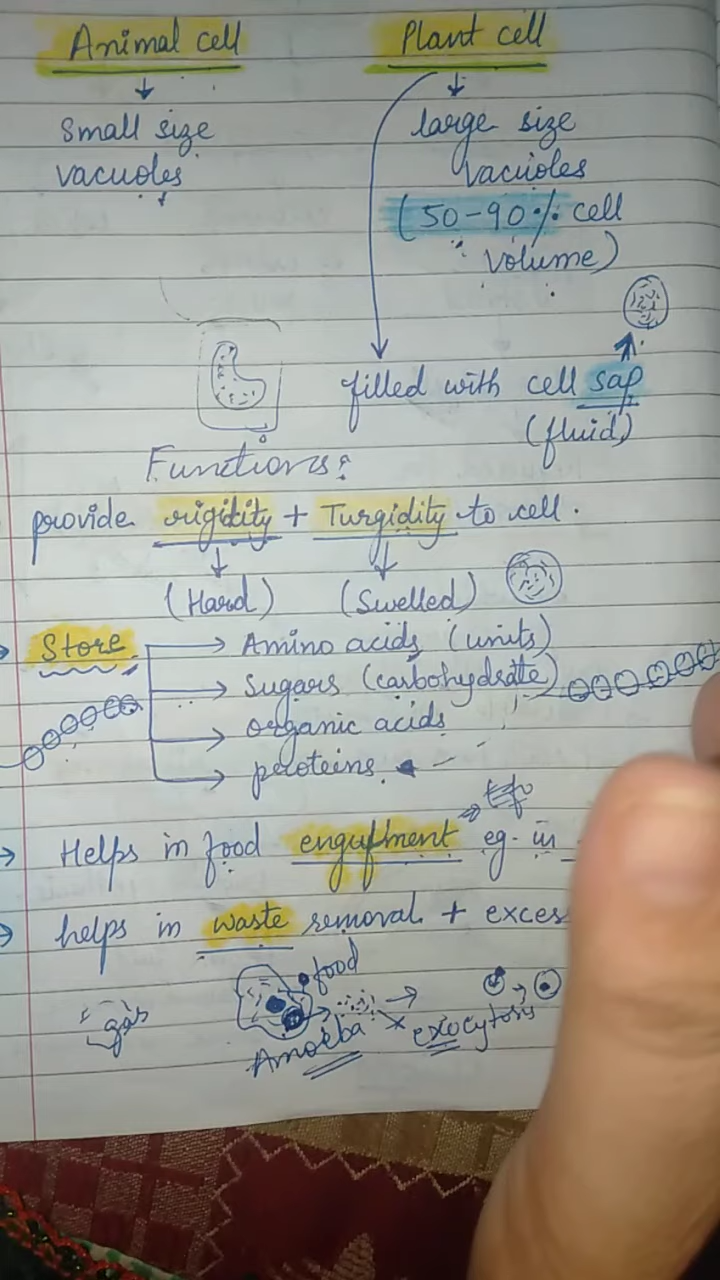 Animal cell
Plant cell
Small size
vacuoles
large size
vacuoles
(50-90% cell
volume)
filled with cell sap
(fluid)
Functions:
provide rigidity + Turgidity to cell.
(Hard) (Swelled)
Store
Amino acids (units)
Sugars (carbohydrate)
organic acids
proteins.
Helps in food engulfment eg. in
helps in waste removal + excess
food
gas
Amoeba
exocytosis